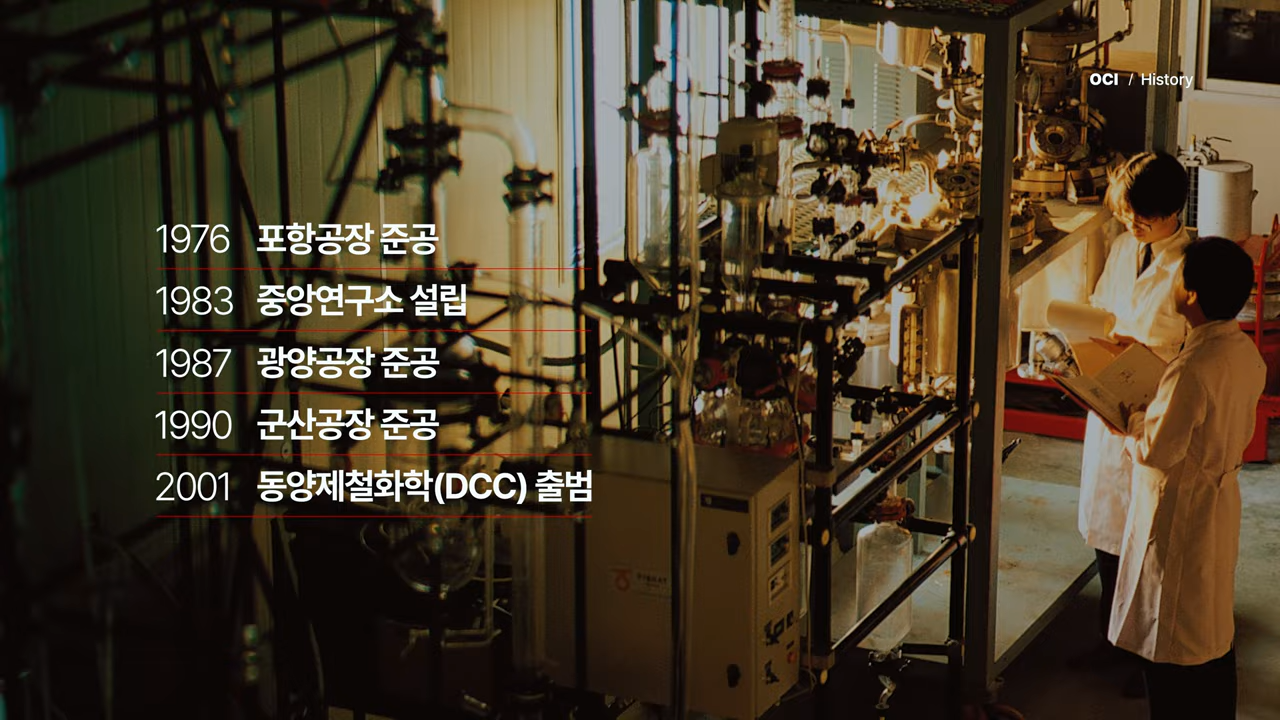 OCI / History
1976 포항공장 준공
1983 중앙연구소 설립
1987 광양공장 준공
1990 군산공장 준공
2001 동양제철화학(DCC) 출범